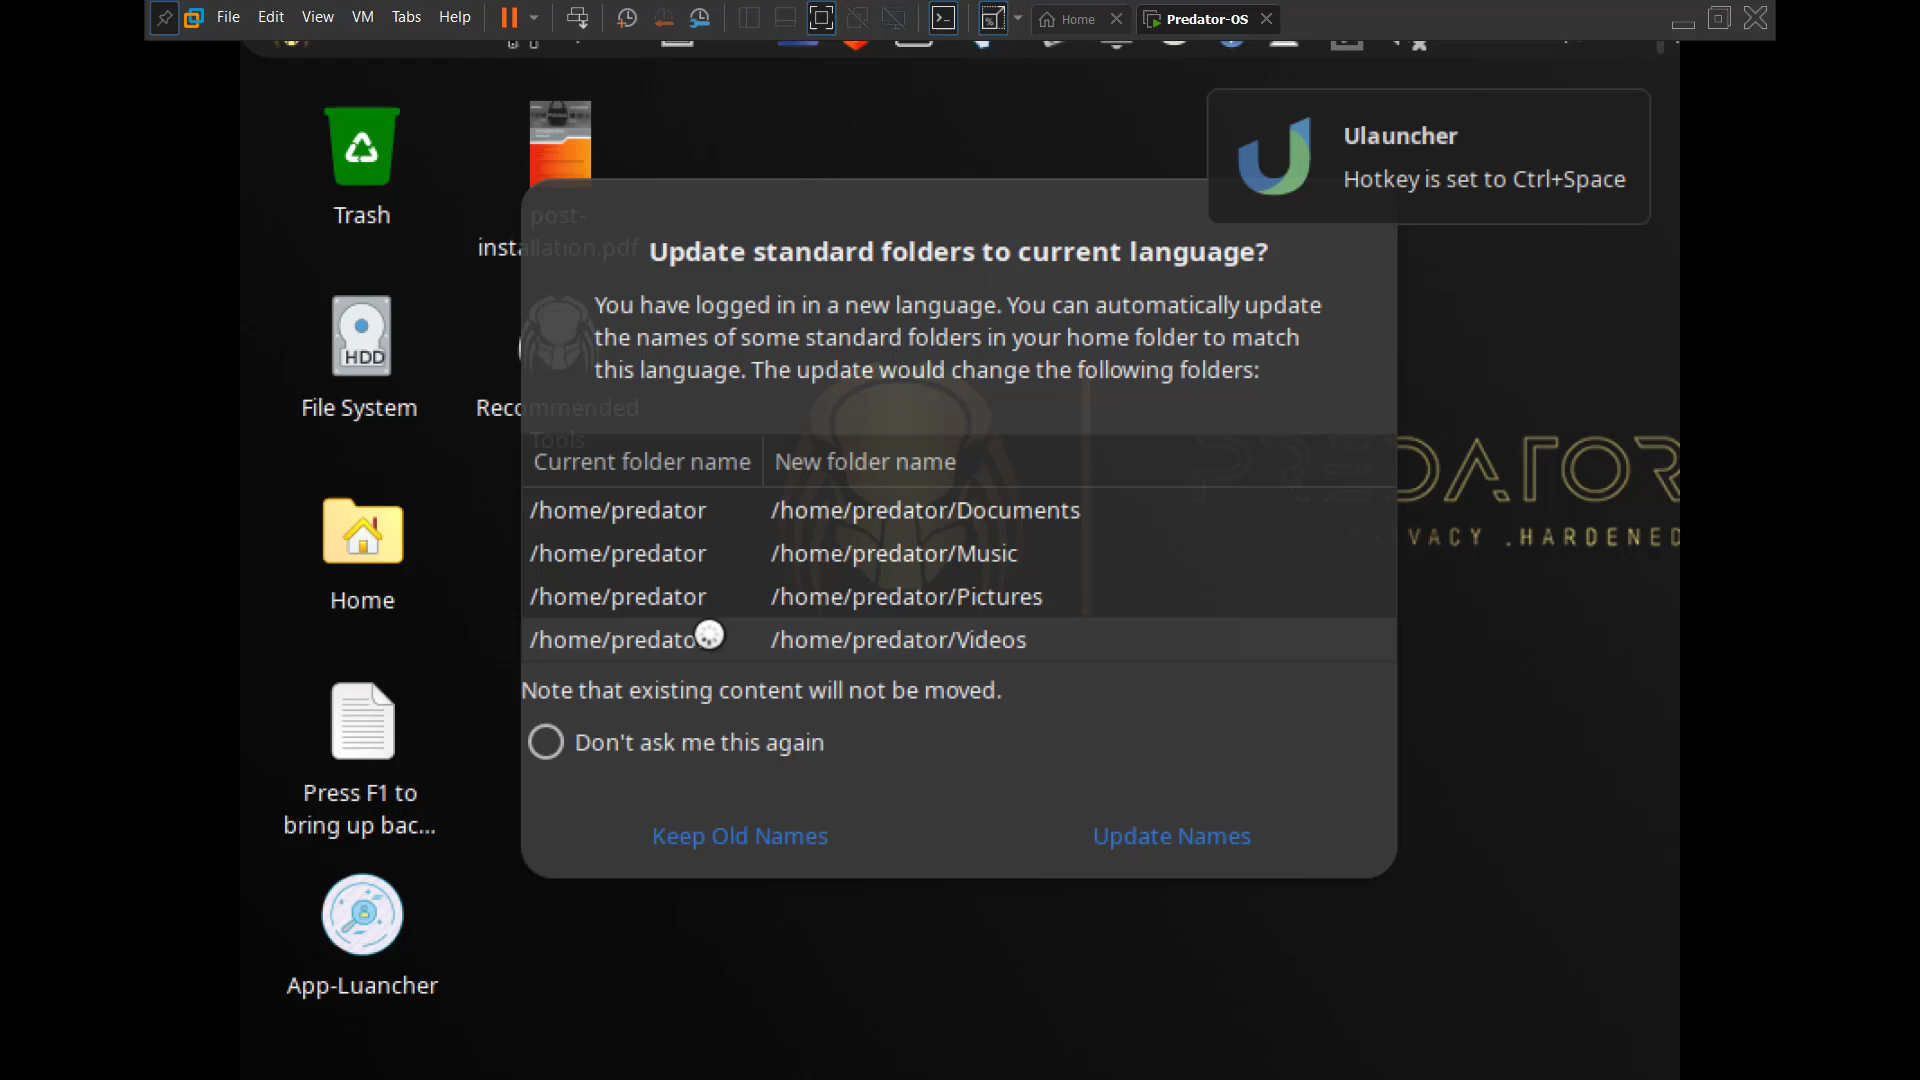 File Edit View VM Tabs Help
Home
Predator-OS
Trash
post-
installation.pdf
Ulauncher
Hotkey is set to Ctrl+Space
Update standard folders to current language?
You have logged in in a new language. You can automatically update
the names of some standard folders in your home folder to match
this language. The update would change the following folders:
HDD
File System
Recommended
Tools
Current folder name New folder name
/home/predator /home/predator/Documents
/home/predator /home/predator/Music
/home/predator /home/predator/Pictures
/home/predator /home/predator/Videos
PREDATOR
.HARDENED
Home
Note that existing content will not be moved.
Don't ask me this again
Press F1 to
bring up bac...
Keep Old Names Update Names
App-Luancher